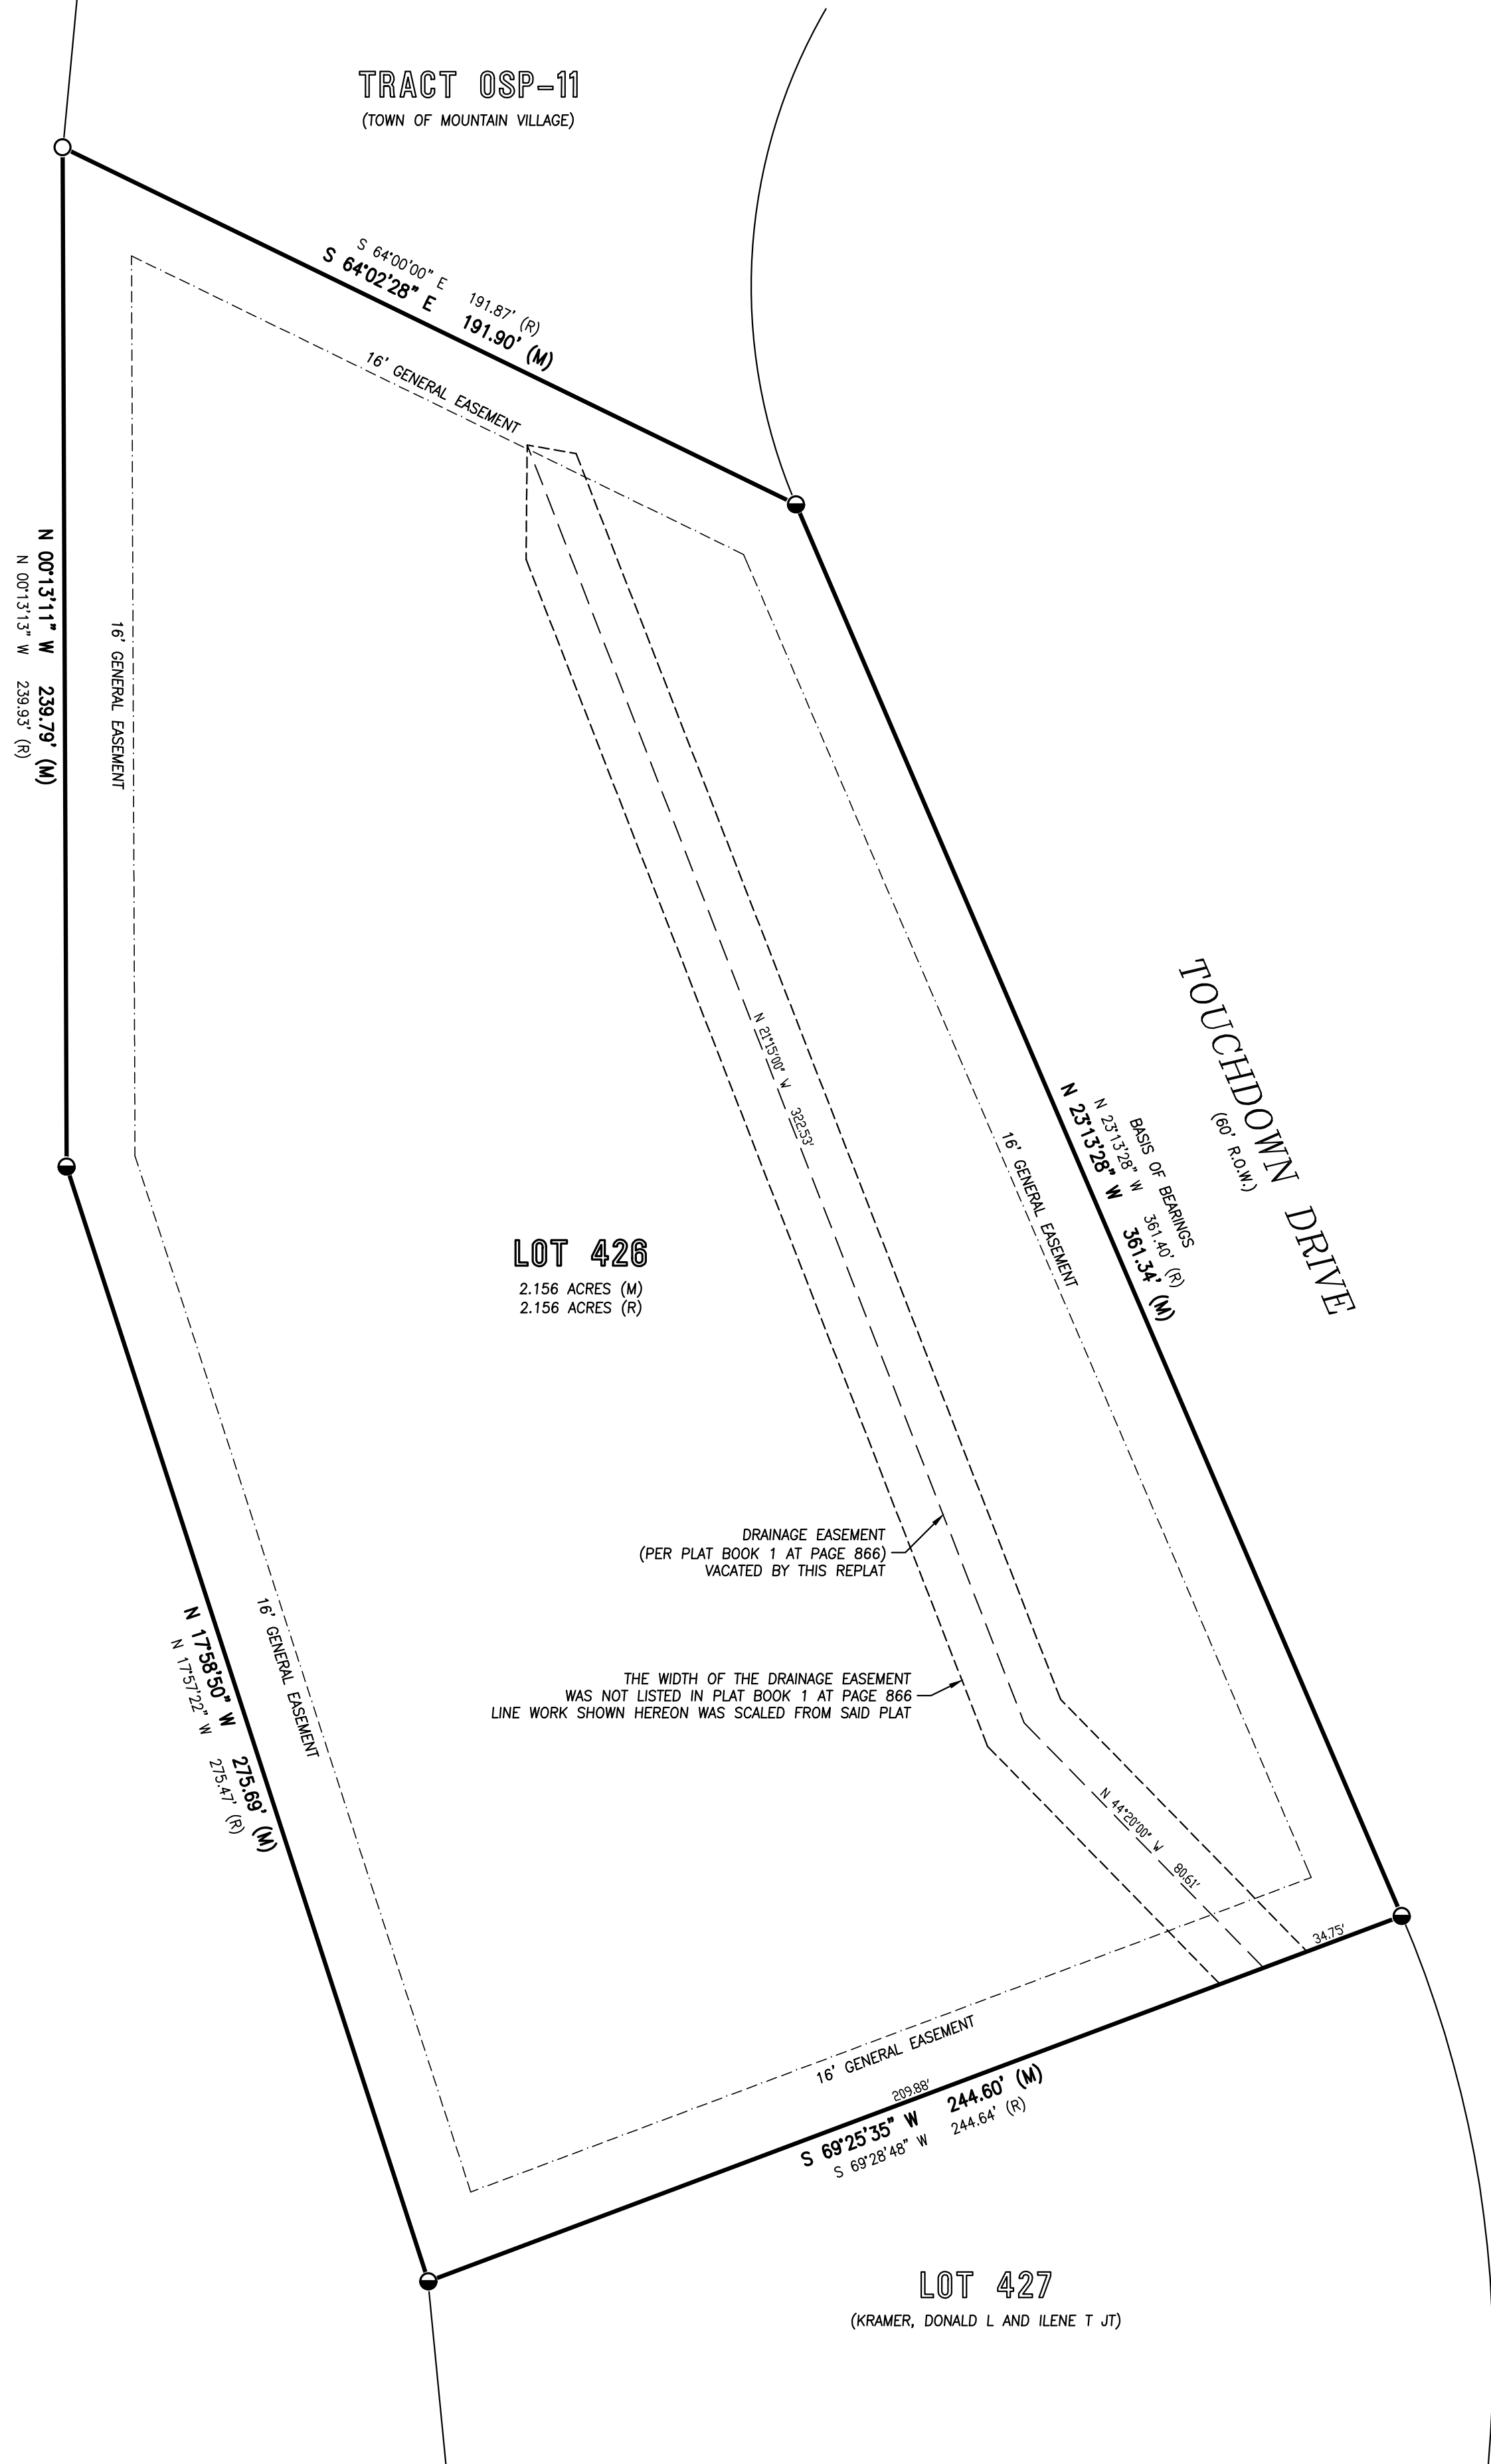 TRACT OSP-11
(TOWN OF MOUNTAIN VILLAGE)
S 64°00'00" E 191.87' (R)
S 64°02'28" E 191.90' (M)
16' GENERAL EASEMENT
N 00°13'11" W 239.79' (M)
N 00°13'13" W 239.93' (R)
16' GENERAL EASEMENT
TOUCHDOWN DRIVE
(60' R.O.W.)
BASIS OF BEARINGS
N 23°13'28" W 361.40' (R)
N 23°13'28" W 361.34' (M)
16' GENERAL EASEMENT
N 21°15'00" W 322.53'
LOT 426
2.156 ACRES (M)
2.156 ACRES (R)
DRAINAGE EASEMENT
(PER PLAT BOOK 1 AT PAGE 866)
VACATED BY THIS REPLAT
THE WIDTH OF THE DRAINAGE EASEMENT
WAS NOT LISTED IN PLAT BOOK 1 AT PAGE 866
LINE WORK SHOWN HEREON WAS SCALED FROM SAID PLAT
16' GENERAL EASEMENT
N 17°58'50" W 275.69' (M)
N 17°57'22" W 275.47' (R)
N 44°20'00" W 80.61'
34.75'
16' GENERAL EASEMENT
209.88'
S 69°25'35" W 244.60' (M)
S 69°28'48" W 244.64' (R)
LOT 427
(KRAMER, DONALD L AND ILENE T JT)